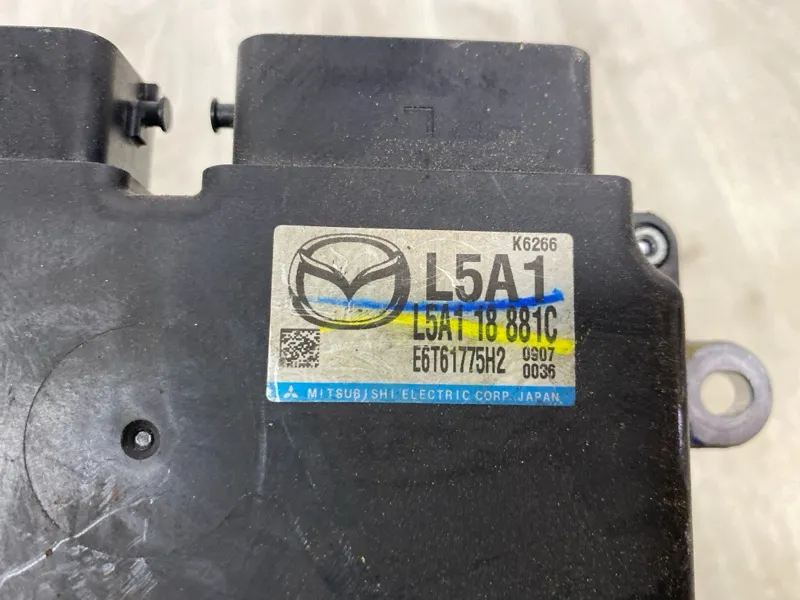 K6266
L5A1
L5A1 18 881C
E6T61775H2 0907
0036
MITSUBISHI ELECTRIC CORP. JAPAN